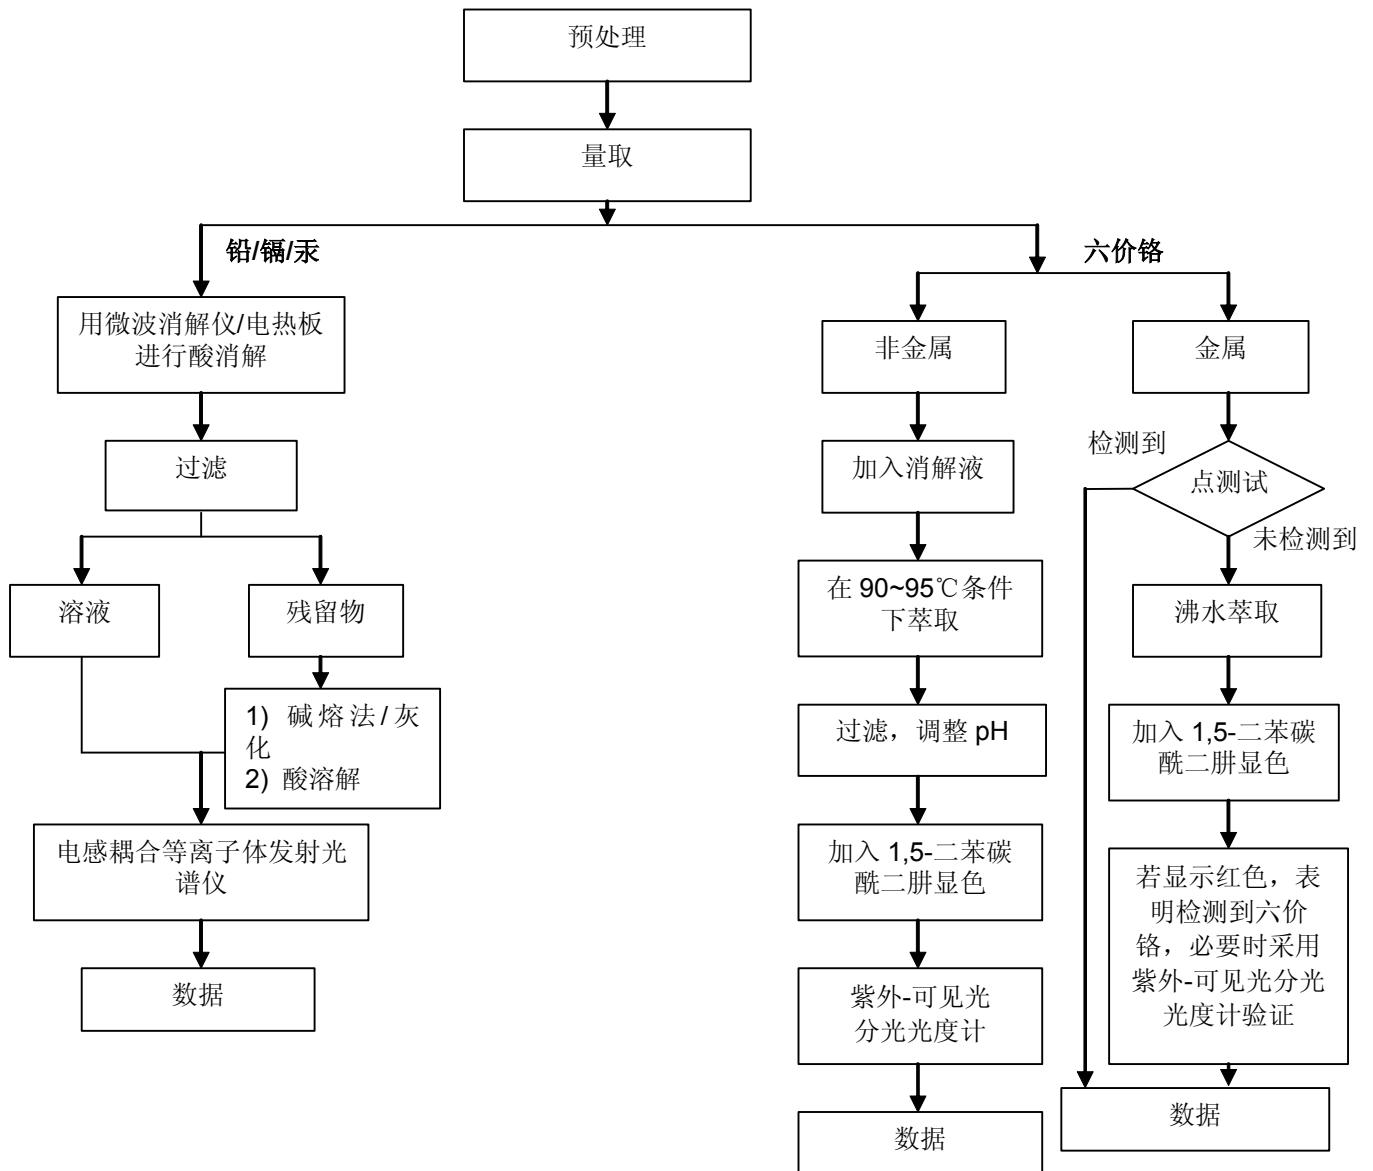 预处理
量取
铅/镉/汞
用微波消解仪/电热板
进行酸消解
过滤
溶液
残留物
1) 碱熔法/灰
化
2) 酸溶解
电感耦合等离子体发射光
谱仪
数据
六价铬
非金属
加入消解液
在 90~95℃条件
下萃取
过滤，调整 pH
加入 1,5-二苯碳
酰二肼显色
紫外-可见光
分光光度计
数据
金属
检测到
点测试
未检测到
沸水萃取
加入 1,5-二苯碳
酰二肼显色
若显示红色，表
明检测到六价
铬，必要时采用
紫外-可见光分光
光度计验证
数据